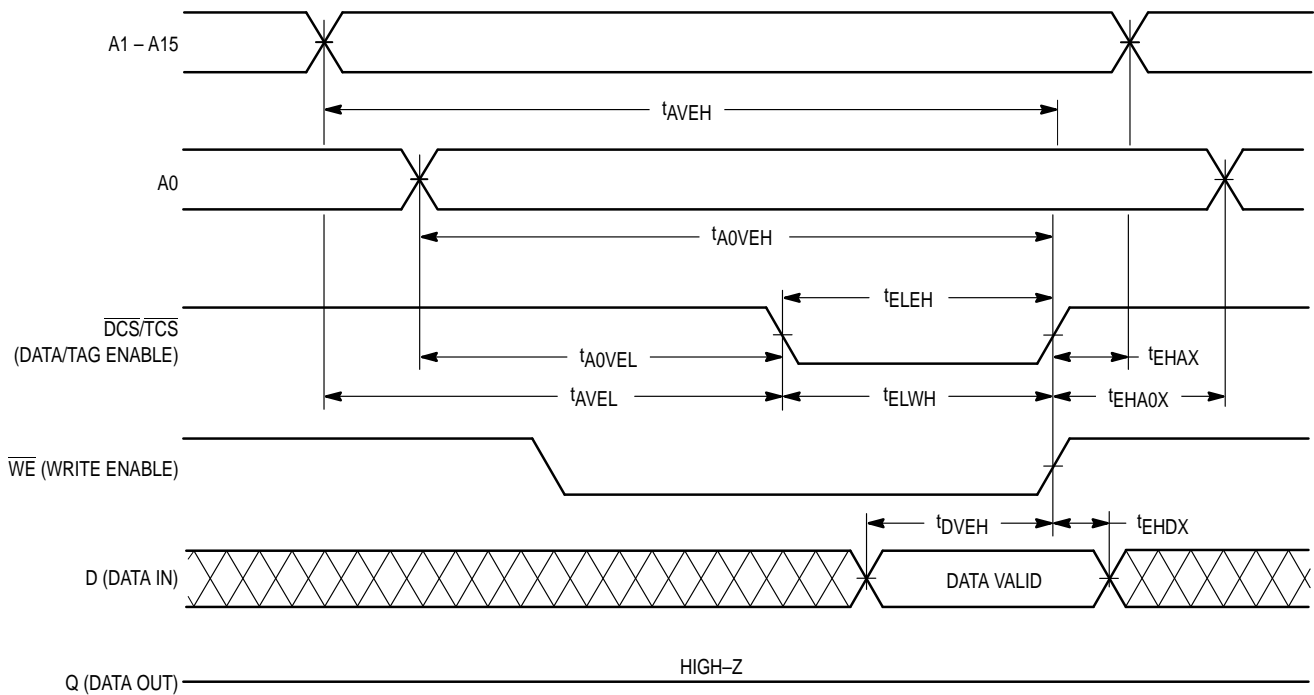 A1 – A15
tAVEH
A0
tA0VEH
DCS/TCS
(DATA/TAG ENABLE)
tELEH
tA0VEL
tEHAX
tAVEL
tELWH
tEHA0X
WE (WRITE ENABLE)
tDVEH
tEHDX
D (DATA IN)
DATA VALID
HIGH–Z
Q (DATA OUT)